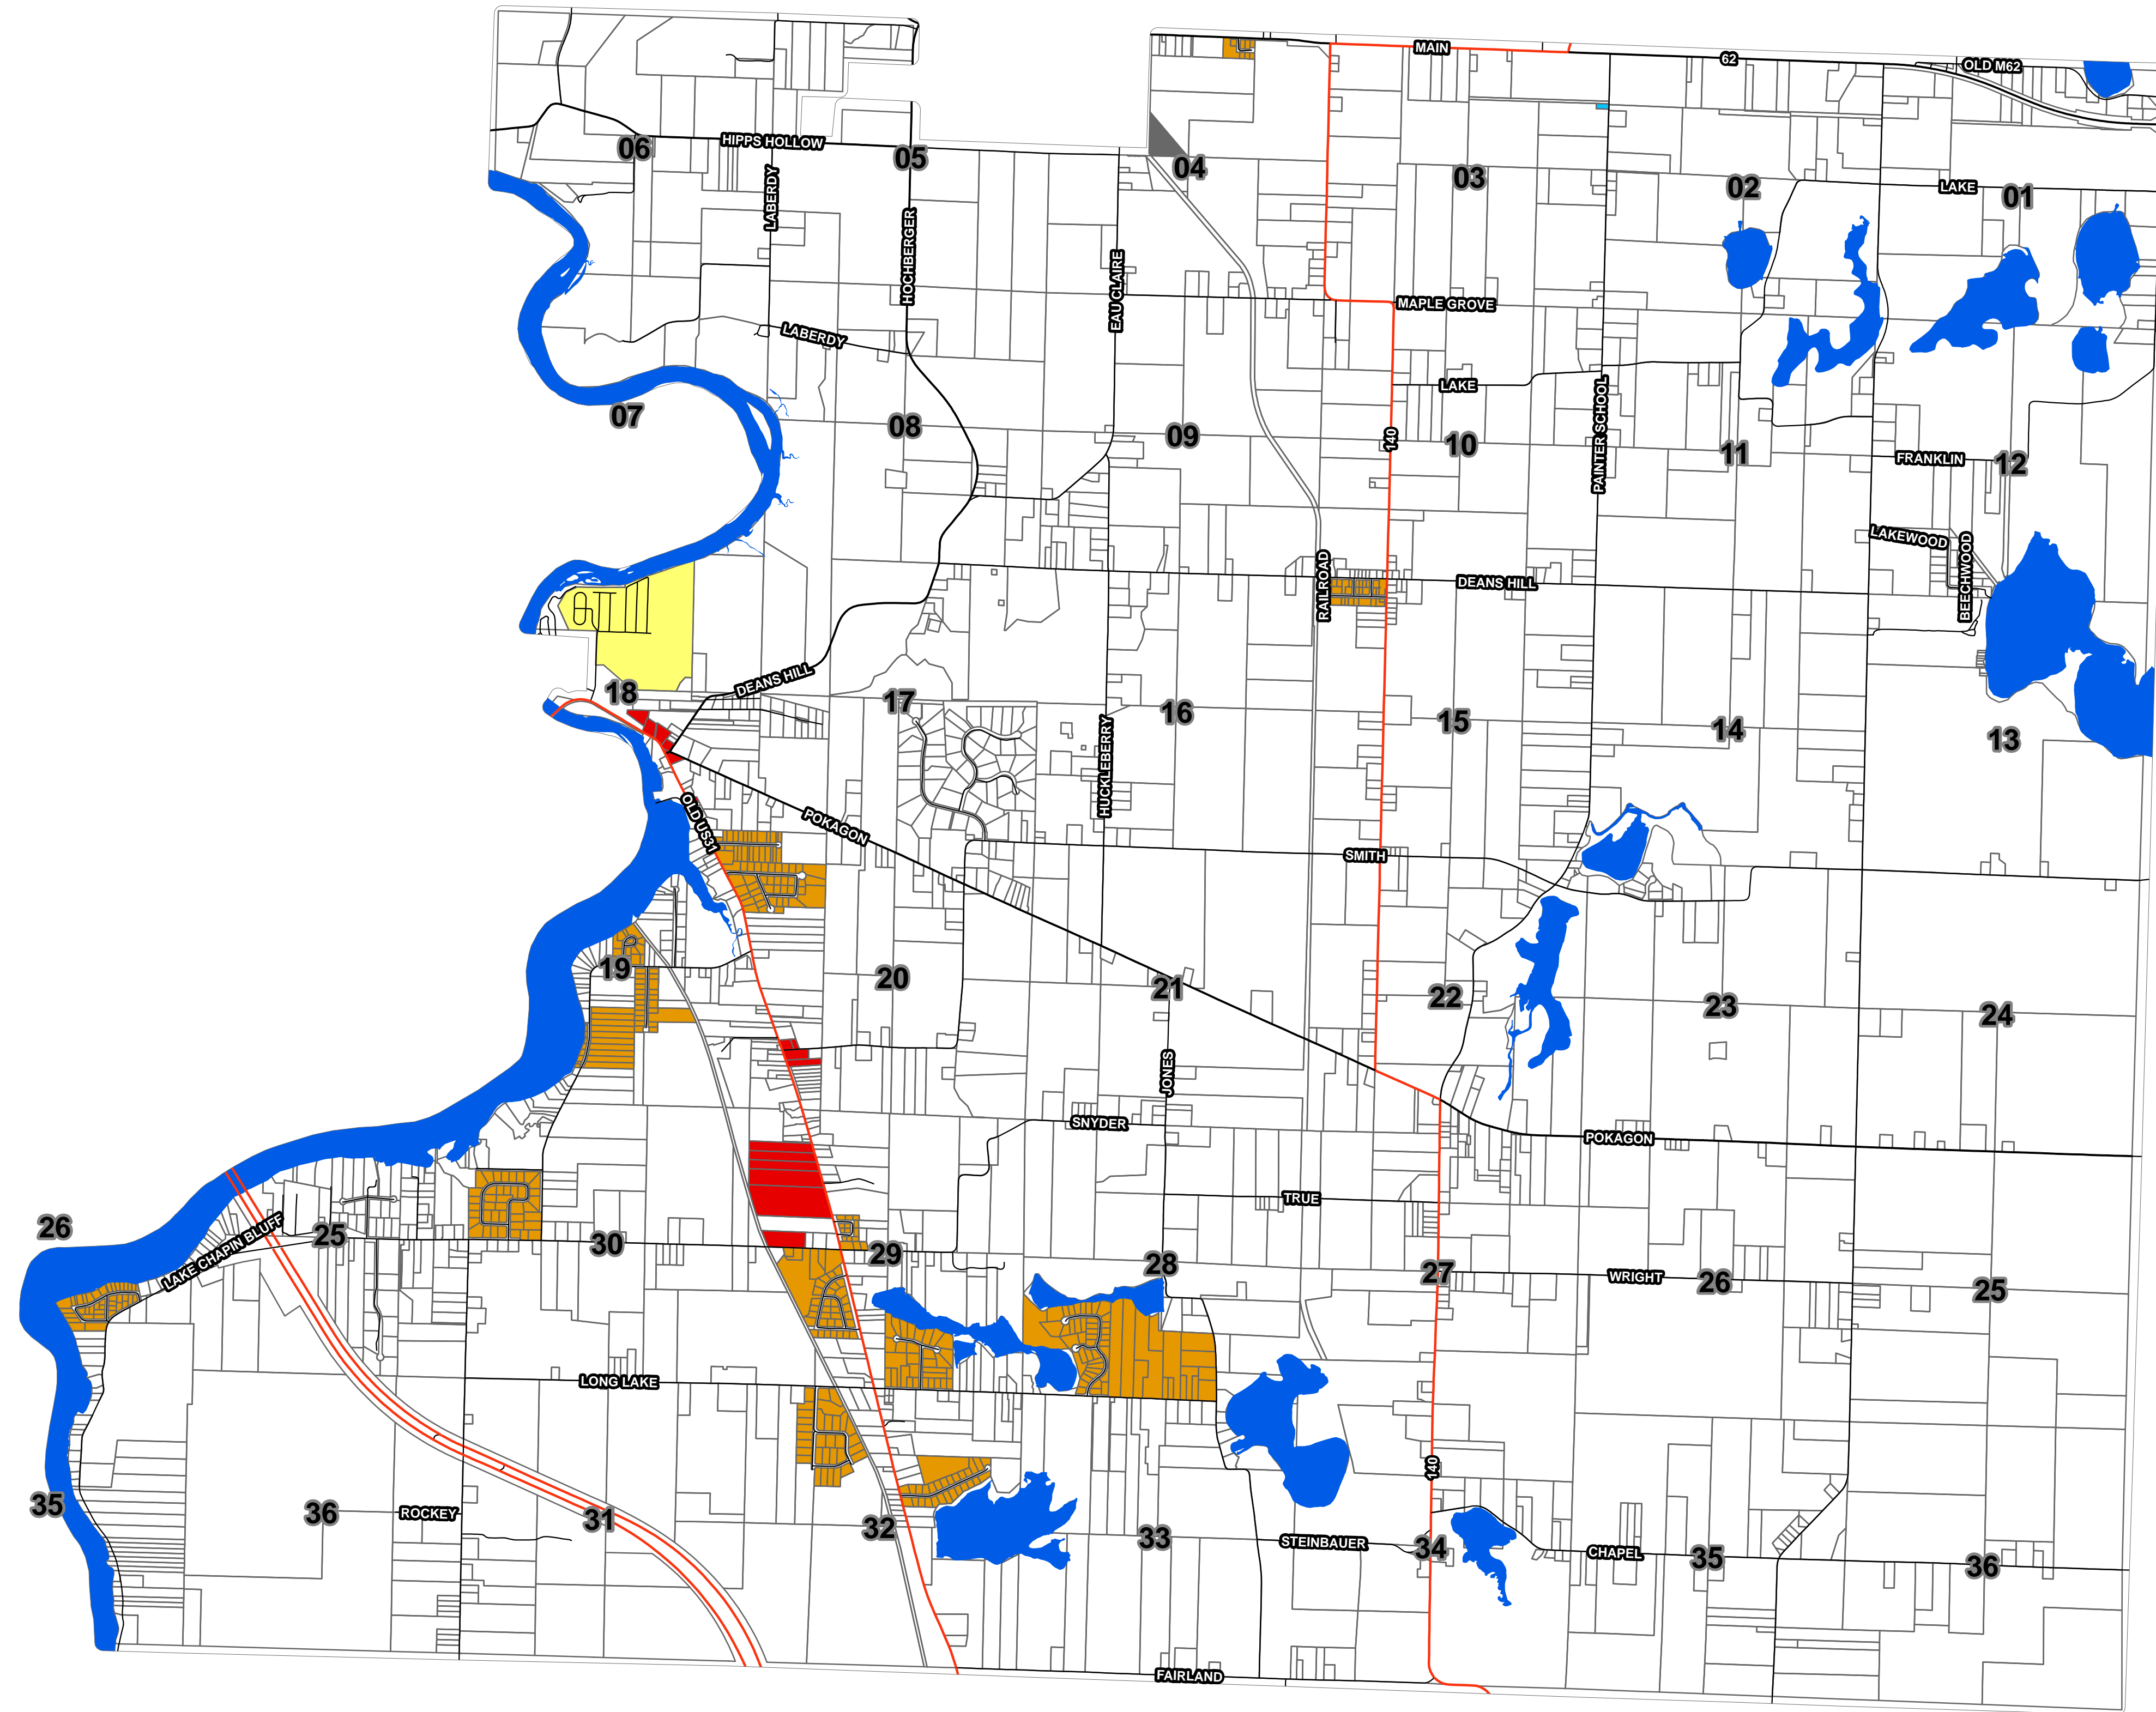 MAIN
62
OLD M62
HIPPS HOLLOW
06
05
04
03
02
01
LAKE
LABERDY
HOCHBERGER
EAU CLAIRE
MAPLE GROVE
LABERDY
LAKE
PAINTER SCHOOL
07
08
09
140
10
11
FRANKLIN
12
LAKEWOOD
BEECHWOOD
RAILROAD
DEANS HILL
DEANS HILL
18
17
16
15
14
13
HUCKLEBERRY
OLD US31
POKAGON
SMITH
19
20
21
22
23
24
JONES
SNYDER
POKAGON
TRUE
26
LAKE CHAPIN BLUFF
25
30
29
28
27
WRIGHT
26
25
LONG LAKE
140
35
36
ROCKEY
31
32
33
STEINBAUER
34
CHAPEL
35
36
FAIRLAND